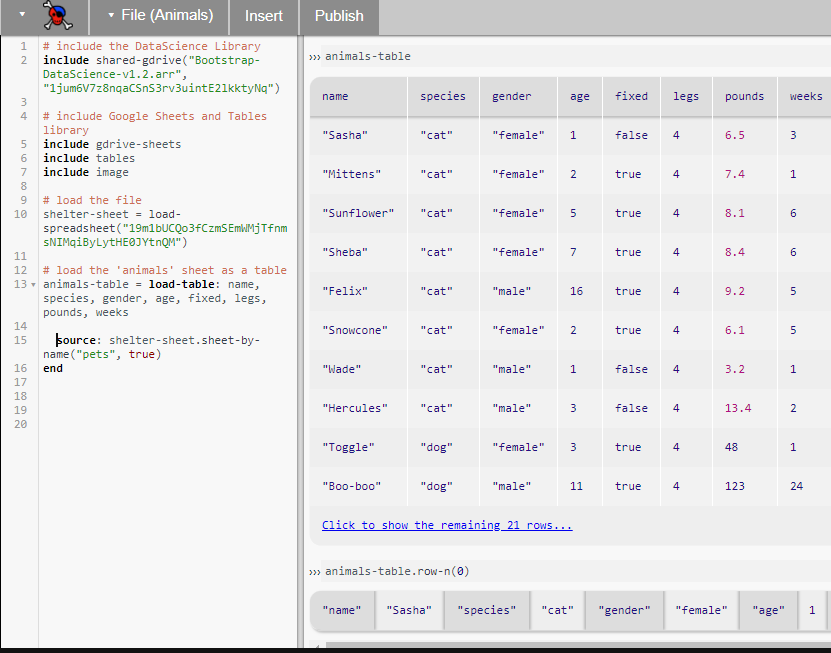 ▾ ▾ File (Animals) Insert Publish
1 # include the DataScience Library
2 include shared-gdrive("Bootstrap-
DataScience-v1.2.arr",
"1jum6V7z8nqaCSnS3rv3uintE2lkktyNq")
3
4 # include Google Sheets and Tables
library
5 include gdrive-sheets
6 include tables
7 include image
8
9 # load the file
10 shelter-sheet = load-
spreadsheet("19m1bUCQo3fCzmSEmWMjTfnm
sNIMqiByLytHE0JYtnQM")
11
12 # load the 'animals' sheet as a table
13 ▾ animals-table = load-table: name,
species, gender, age, fixed, legs,
pounds, weeks
14
15 source: shelter-sheet.sheet-by-
name("pets", true)
16 end
17
18
19
20
››› animals-table
name species gender age fixed legs pounds weeks
"Sasha" "cat" "female" 1 false 4 6.5 3
"Mittens" "cat" "female" 2 true 4 7.4 1
"Sunflower" "cat" "female" 5 true 4 8.1 6
"Sheba" "cat" "female" 7 true 4 8.4 6
"Felix" "cat" "male" 16 true 4 9.2 5
"Snowcone" "cat" "female" 2 true 4 6.1 5
"Wade" "cat" "male" 1 false 4 3.2 1
"Hercules" "cat" "male" 3 false 4 13.4 2
"Toggle" "dog" "female" 3 true 4 48 1
"Boo-boo" "dog" "male" 11 true 4 123 24
Click to show the remaining 21 rows...
››› animals-table.row-n(0)
"name" "Sasha" "species" "cat" "gender" "female" "age" 1